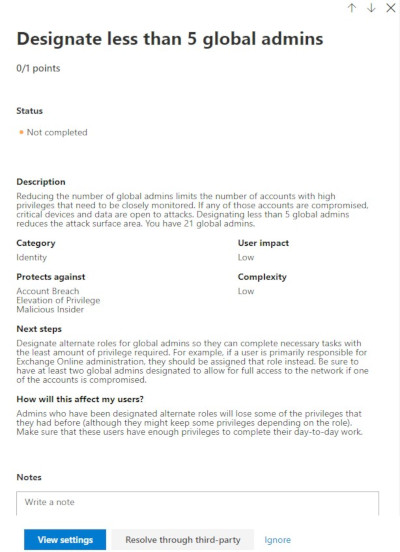 Designate less than 5 global admins
0/1 points
Status
Not completed
Description
Reducing the number of global admins limits the number of accounts with high
privileges that need to be closely monitored. If any of those accounts are compromised,
critical devices and data are open to attacks. Designating less than 5 global admins
reduces the attack surface area. You have 21 global admins.
Category
User impact
Identity
Low
Protects against
Complexity
Account Breach
Low
Elevation of Privilege
Malicious Insider
Next steps
Designate alternate roles for global admins so they can complete necessary tasks with
the least amount of privilege required. For example, if a user is primarily responsible for
Exchange Online administration, they should be assigned that role instead. Be sure to
have at least two global admins designated to allow for full access to the network if one
of the accounts is compromised.
How will this affect my users?
Admins who have been designated alternate roles will lose some of the privileges that
they had before (although they might keep some privileges depending on the role).
Make sure that these users have enough privileges to complete their day-to-day work.
Notes
Write a note
View settings
Resolve through third-party
Ignore